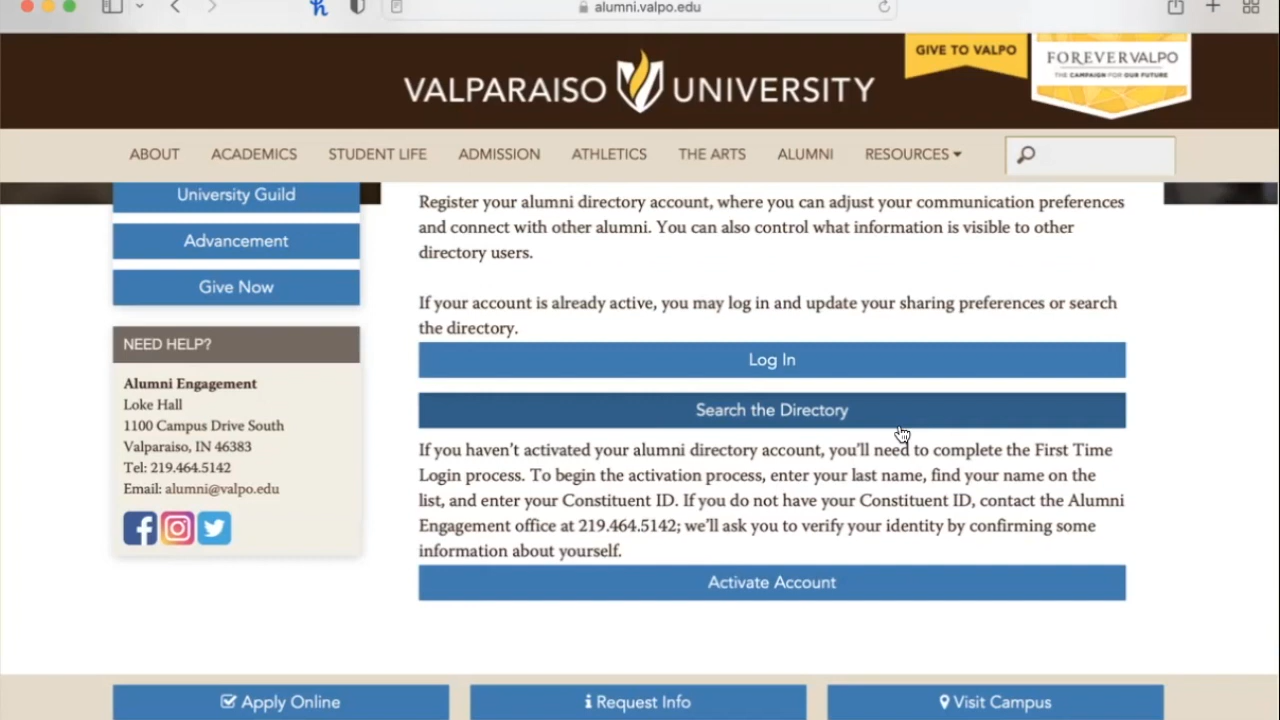 alumni.valpo.edu
GIVE TO VALPO
FOREVERVALPO
THE CAMPAIGN FOR OUR FUTURE
VALPARAISO UNIVERSITY
ABOUT ACADEMICS STUDENT LIFE ADMISSION ATHLETICS THE ARTS ALUMNI RESOURCES
University Guild
Advancement
Give Now
NEED HELP?
Alumni Engagement
Loke Hall
1100 Campus Drive South
Valparaiso, IN 46383
Tel: 219.464.5142
Email: alumni@valpo.edu
Register your alumni directory account, where you can adjust your communication preferences
and connect with other alumni. You can also control what information is visible to other
directory users.
If your account is already active, you may log in and update your sharing preferences or search
the directory.
Log In
Search the Directory
If you haven't activated your alumni directory account, you'll need to complete the First Time
Login process. To begin the activation process, enter your last name, find your name on the
list, and enter your Constituent ID. If you do not have your Constituent ID, contact the Alumni
Engagement office at 219.464.5142; we'll ask you to verify your identity by confirming some
information about yourself.
Activate Account
Apply Online
Request Info
Visit Campus